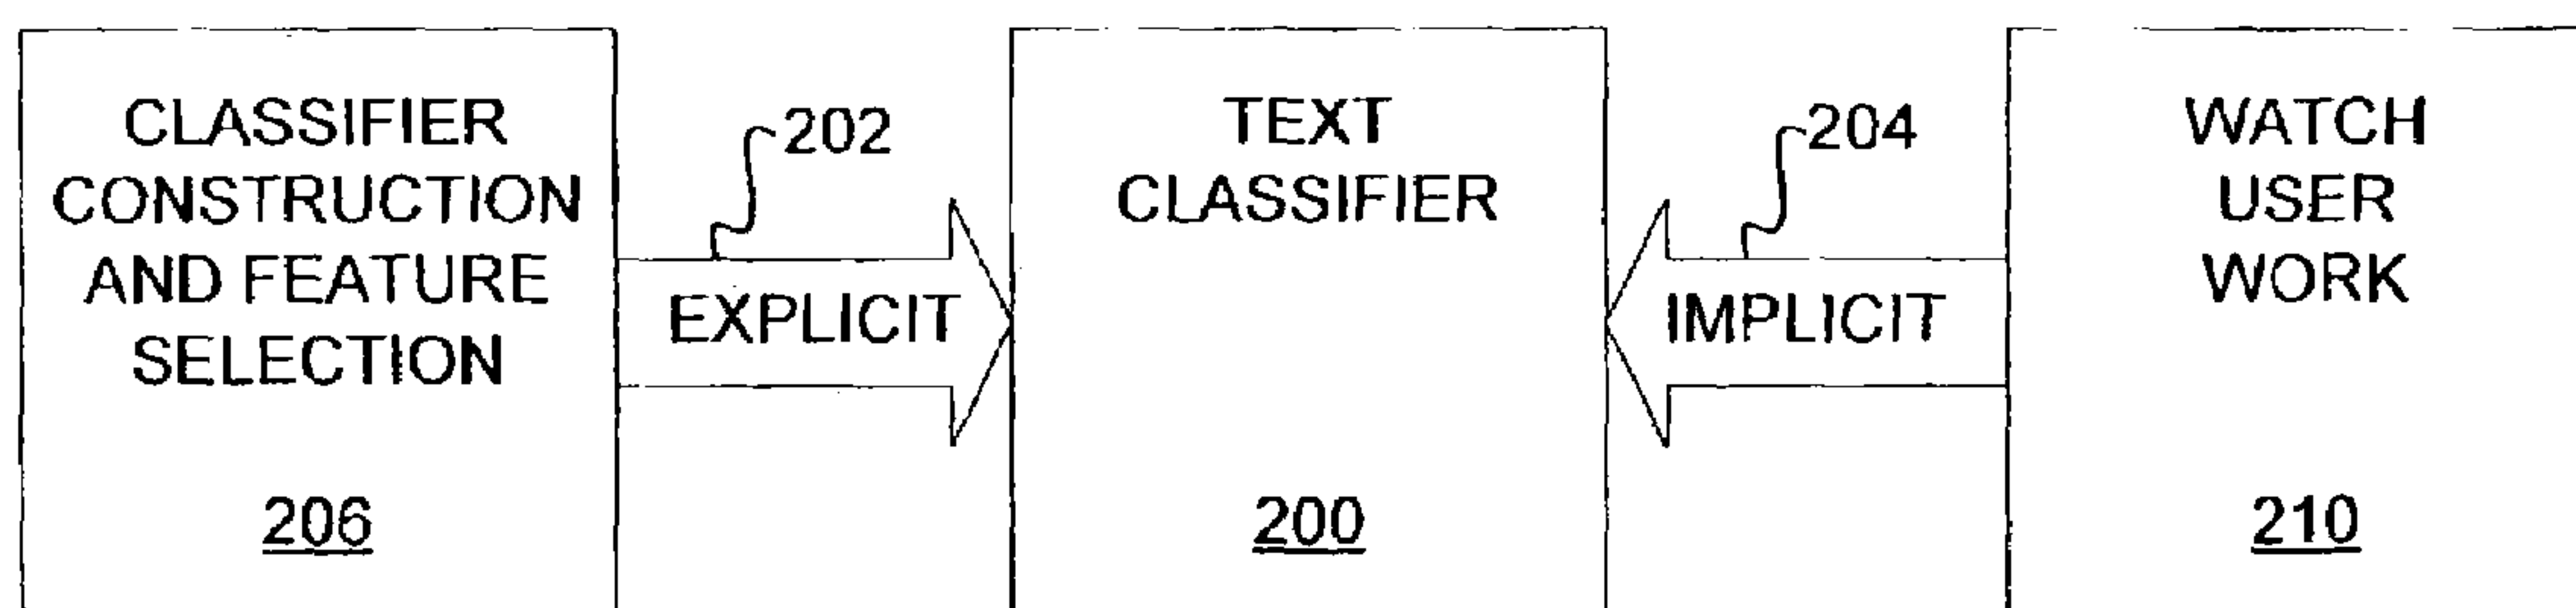 CLASSIFIER
CONSTRUCTION
AND FEATURE
SELECTION
206
202
EXPLICIT
TEXT
CLASSIFIER
200
204
IMPLICIT
WATCH
USER
WORK
210